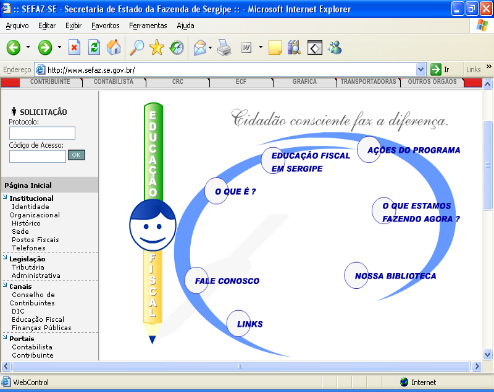 :: SEFAZ-SE - Secretaria de Estado da Fazenda de Sergipe :: - Microsoft Internet Explorer
Arquivo Editar Exibir Favoritos Ferramentas Ajuda
Endereço http://www.sefaz.se.gov.br/ Ir Links »
CONTRIBUINTE CONTABILISTA CRC ECF GRÁFICA TRANSPORTADORAS OUTROS ÓRGÃOS
SOLICITAÇÃO
Protocolo:
Código de Acesso:
OK
Página Inicial
Institucional
Identidade
Organizacional
Histórico
Sede
Postos Fiscais
Telefones
Legislação
Tributária
Administrativa
Canais
Conselho de
Contribuintes
DIC
Educação Fiscal
Finanças Públicas
Portais
Contabilista
Contribuinte
EDUCAÇÃO FISCAL
Cidadão consciente faz a diferença.
EDUCAÇÃO FISCAL
EM SERGIPE
AÇÕES DO PROGRAMA
O QUE É ?
O QUE ESTAMOS
FAZENDO AGORA ?
FALE CONOSCO
NOSSA BIBLIOTECA
LINKS
WebControl Internet